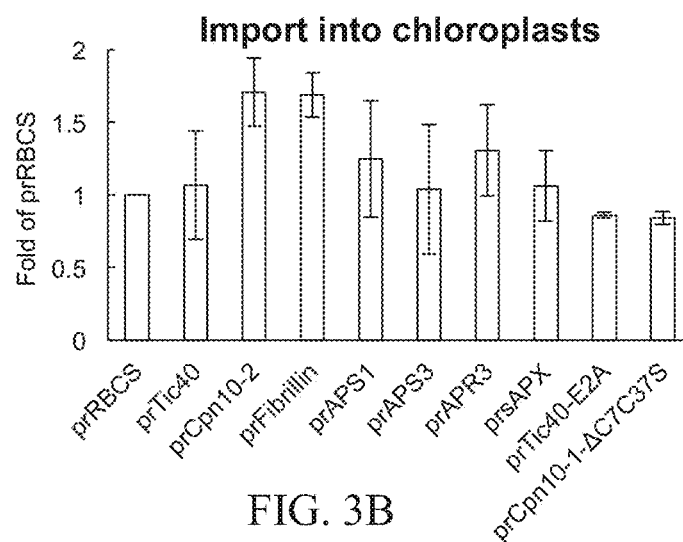 Import into chloroplasts
Fold of prRBCS
2
1.5
1
0.5
0
prRBCS
prTic40
prCpn10-2
prFibrillin
prAPS1
prAPS3
prAPR3
prsAPX
prTic40-E2A
prCpn10-1-ΔC7C37S
FIG. 3B